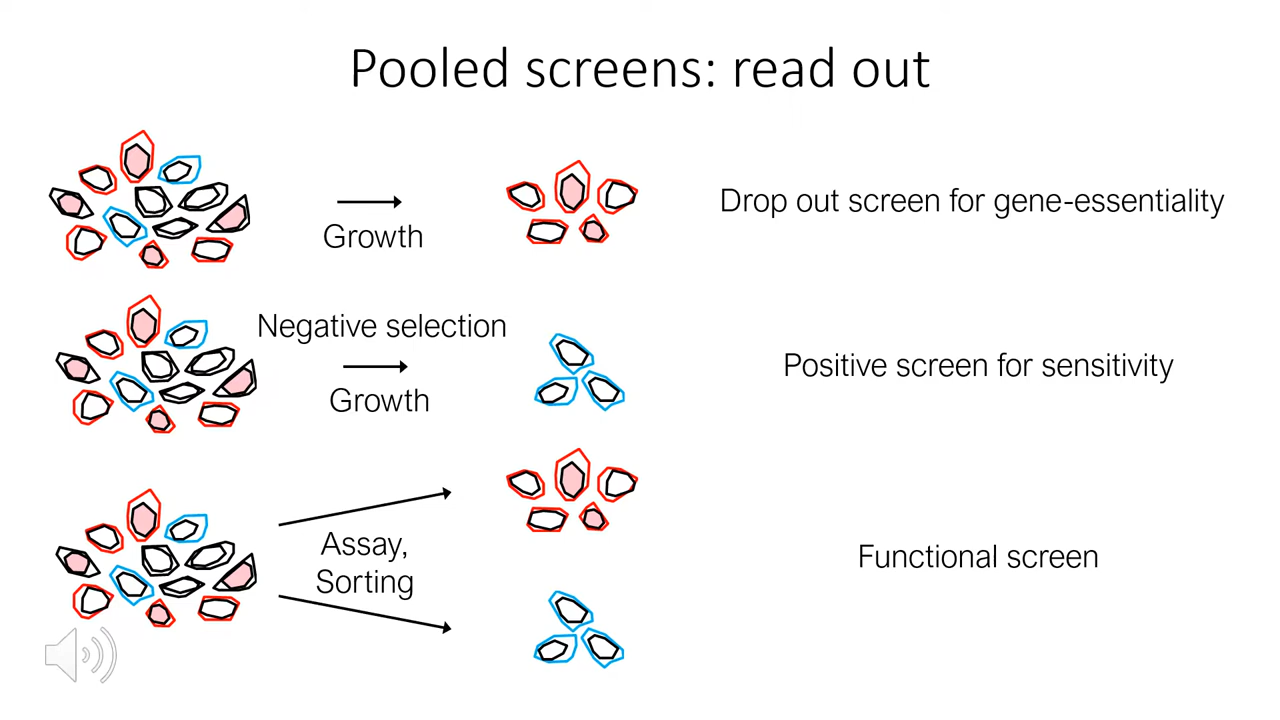 Pooled screens: read out
Growth
Drop out screen for gene-essentiality
Negative selection
Growth
Positive screen for sensitivity
Assay,
Sorting
Functional screen